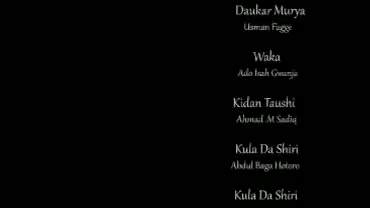 Daukar Murya
Usman Fagge
Waka
Ado Isah Gwanja
Kidan Taushi
Ahmad .M Sadiq
Kula Da Shiri
Abdul Baga Hotoro
Kula Da Shiri